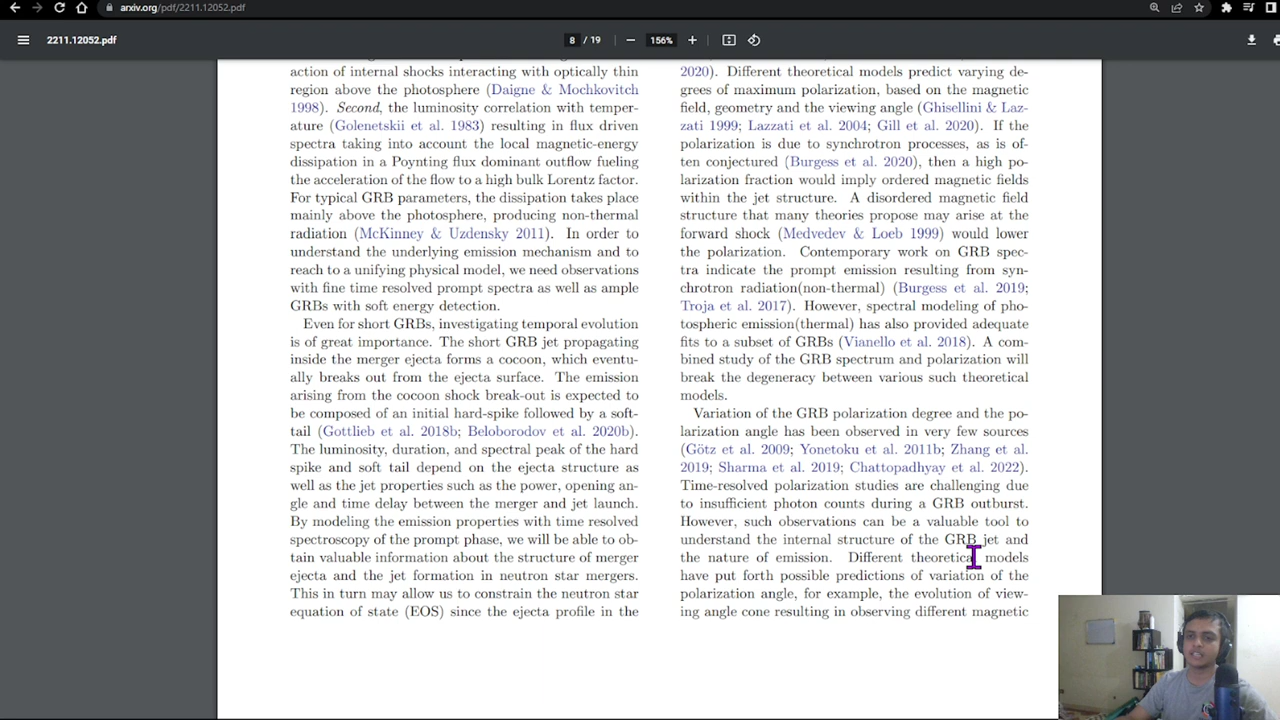 arxiv.org/pdf/2211.12052.pdf
2211.12052.pdf
8 / 19
156%
action of internal shocks interacting with optically thin
region above the photosphere (Daigne & Mochkovitch
1998). Second, the luminosity correlation with temper-
ature (Golenetskii et al. 1983) resulting in flux driven
spectra taking into account the local magnetic-energy
dissipation in a Poynting flux dominant outflow fueling
the acceleration of the flow to a high bulk Lorentz factor.
For typical GRB parameters, the dissipation takes place
mainly above the photosphere, producing non-thermal
radiation (McKinney & Uzdensky 2011). In order to
understand the underlying emission mechanism and to
reach to a unifying physical model, we need observations
with fine time resolved prompt spectra as well as ample
GRBs with soft energy detection.
Even for short GRBs, investigating temporal evolution
is of great importance. The short GRB jet propagating
inside the merger ejecta forms a cocoon, which eventu-
ally breaks out from the ejecta surface. The emission
arising from the cocoon shock break-out is expected to
be composed of an initial hard-spike followed by a soft-
tail (Gottlieb et al. 2018b; Beloborodov et al. 2020b).
The luminosity, duration, and spectral peak of the hard
spike and soft tail depend on the ejecta structure as
well as the jet properties such as the power, opening an-
gle and time delay between the merger and jet launch.
By modeling the emission properties with time resolved
spectroscopy of the prompt phase, we will be able to ob-
tain valuable information about the structure of merger
ejecta and the jet formation in neutron star mergers.
This in turn may allow us to constrain the neutron star
equation of state (EOS) since the ejecta profile in the
2020). Different theoretical models predict varying de-
grees of maximum polarization, based on the magnetic
field, geometry and the viewing angle (Ghisellini & Laz-
zati 1999; Lazzati et al. 2004; Gill et al. 2020). If the
polarization is due to synchrotron processes, as is of-
ten conjectured (Burgess et al. 2020), then a high po-
larization fraction would imply ordered magnetic fields
within the jet structure. A disordered magnetic field
structure that many theories propose may arise at the
forward shock (Medvedev & Loeb 1999) would lower
the polarization. Contemporary work on GRB spec-
tra indicate the prompt emission resulting from syn-
chrotron radiation(non-thermal) (Burgess et al. 2019;
Troja et al. 2017). However, spectral modeling of pho-
tospheric emission(thermal) has also provided adequate
fits to a subset of GRBs (Vianello et al. 2018). A com-
bined study of the GRB spectrum and polarization will
break the degeneracy between various such theoretical
models.
Variation of the GRB polarization degree and the po-
larization angle has been observed in very few sources
(Götz et al. 2009; Yonetoku et al. 2011b; Zhang et al.
2019; Sharma et al. 2019; Chattopadhyay et al. 2022).
Time-resolved polarization studies are challenging due
to insufficient photon counts during a GRB outburst.
However, such observations can be a valuable tool to
understand the internal structure of the GRB jet and
the nature of emission. Different theoretical models
have put forth possible predictions of variation of the
polarization angle, for example, the evolution of view-
ing angle cone resulting in observing different magnetic